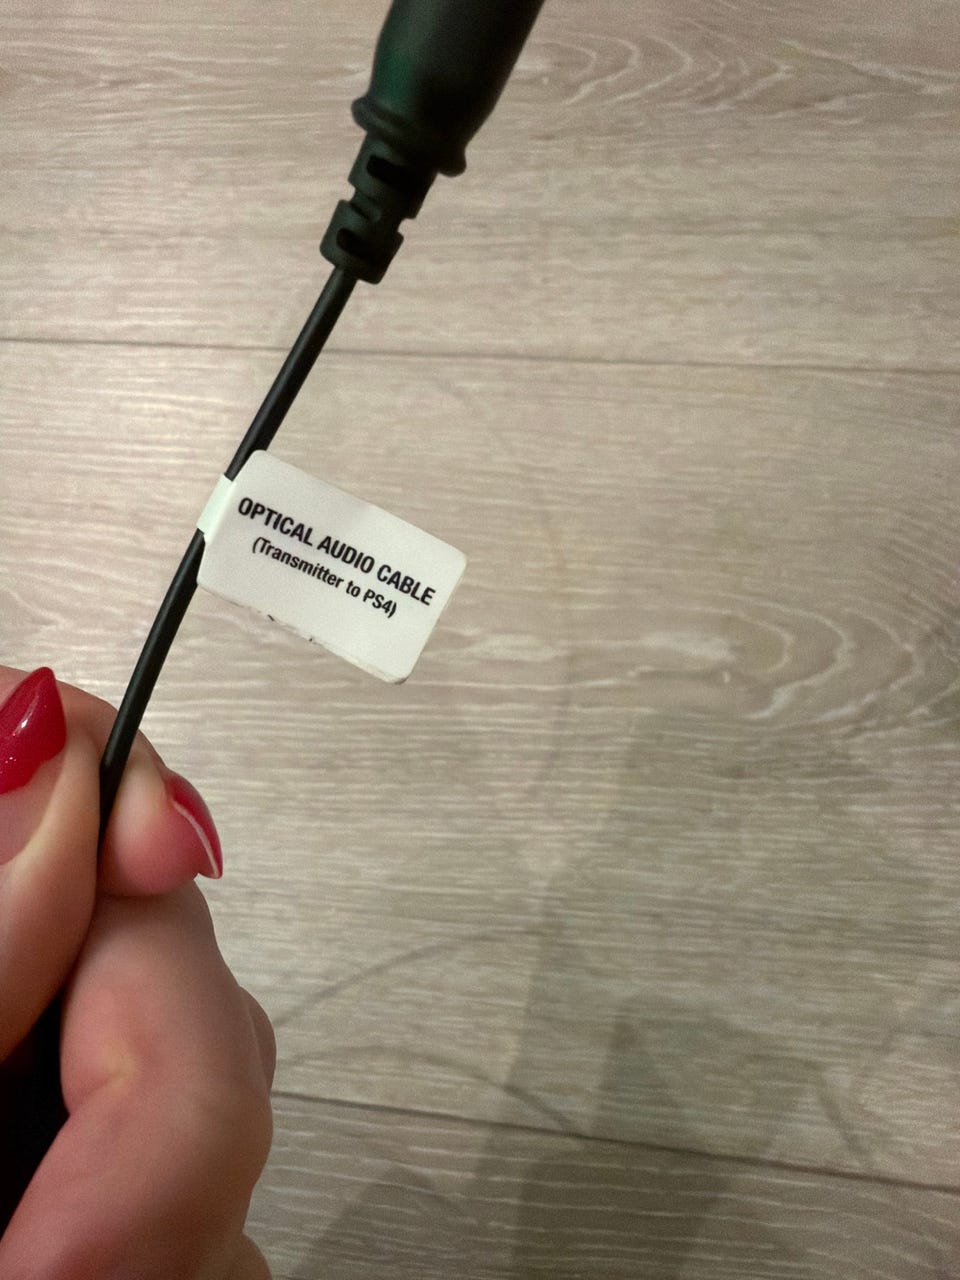 OPTICAL AUDIO CABLE
(Transmitter to PS4)